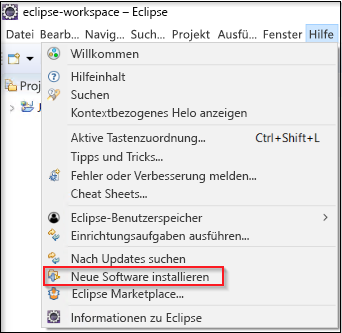 eclipse-workspace – Eclipse
Datei Bearb... Navig... Such... Projekt Ausfü... Fenster Hilfe
Willkommen
Proj
Hilfeinhalt
Suchen
Kontextbezogenes Helo anzeigen
Aktive Tastenzuordnung... Ctrl+Shift+L
Tipps und Tricks...
Fehler oder Verbesserung melden...
Cheat Sheets...
Eclipse-Benutzerspeicher
Einrichtungsaufgaben ausführen...
Nach Updates suchen
Neue Software installieren
Eclipse Marketplace...
Informationen zu Eclipse